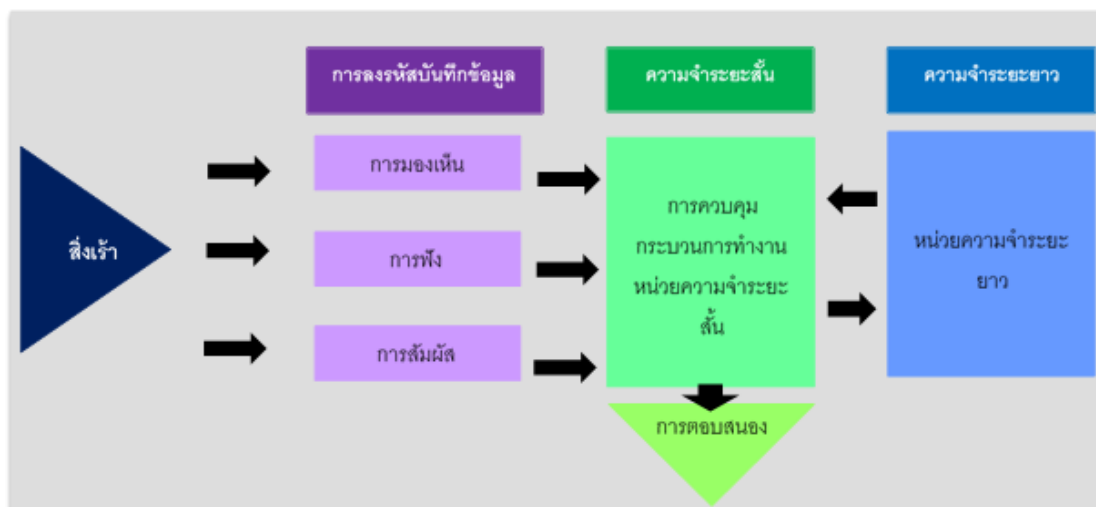 การลงรหัสบันทึกข้อมูล
ความจำระยะสั้น
ความจำระยะยาว
สิ่งเร้า
การมองเห็น
การฟัง
การสัมผัส
การควบคุม
กระบวนการทำงาน
หน่วยความจำระยะ
สั้น
หน่วยความจำระยะ
ยาว
การตอบสนอง